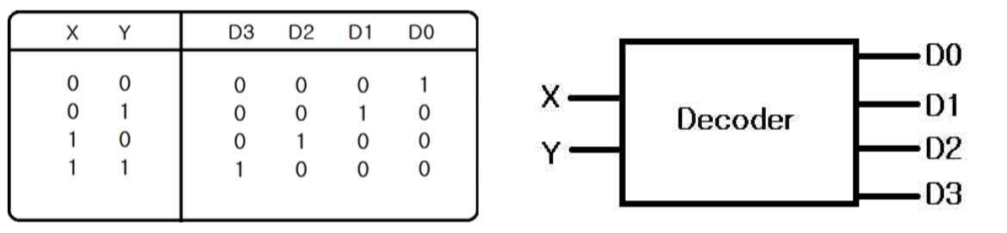 X Y D3 D2 D1 D0
0 0 0 0 0 1
0 1 0 0 1 0
1 0 0 1 0 0
1 1 1 0 0 0
X
Y
Decoder
D0
D1
D2
D3